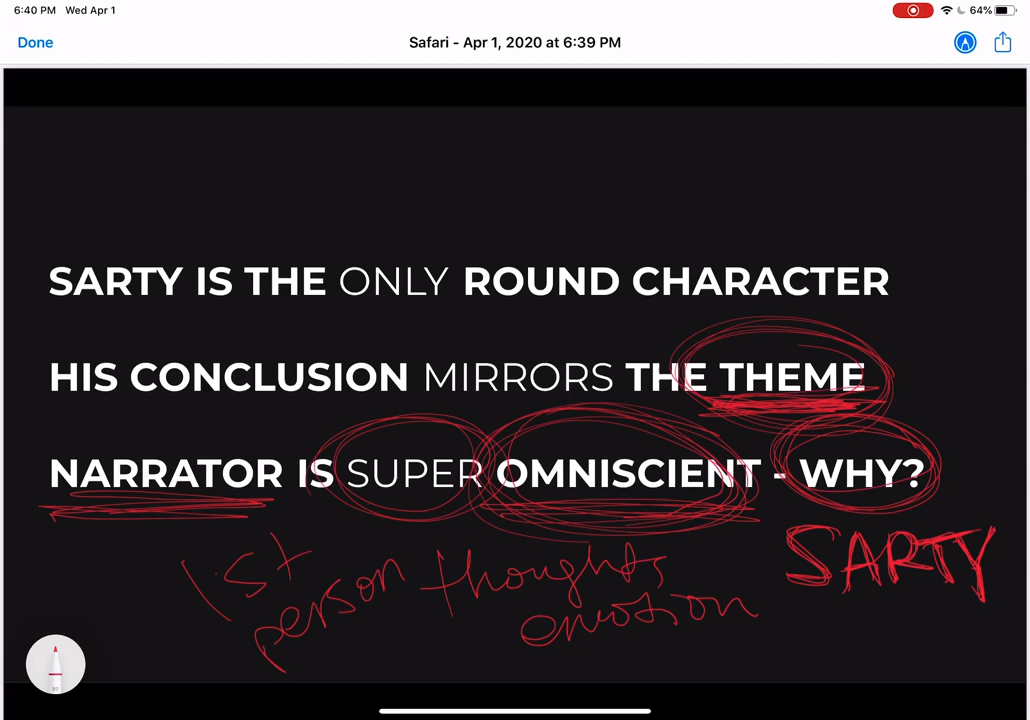 6:40 PM Wed Apr 1
64%
Done
Safari - Apr 1, 2020 at 6:39 PM
SARTY IS THE ONLY ROUND CHARACTER
HIS CONCLUSION MIRRORS THE THEME
NARRATOR IS SUPER OMNISCIENT - WHY?
SARTY
1st person thoughts
emotion
97